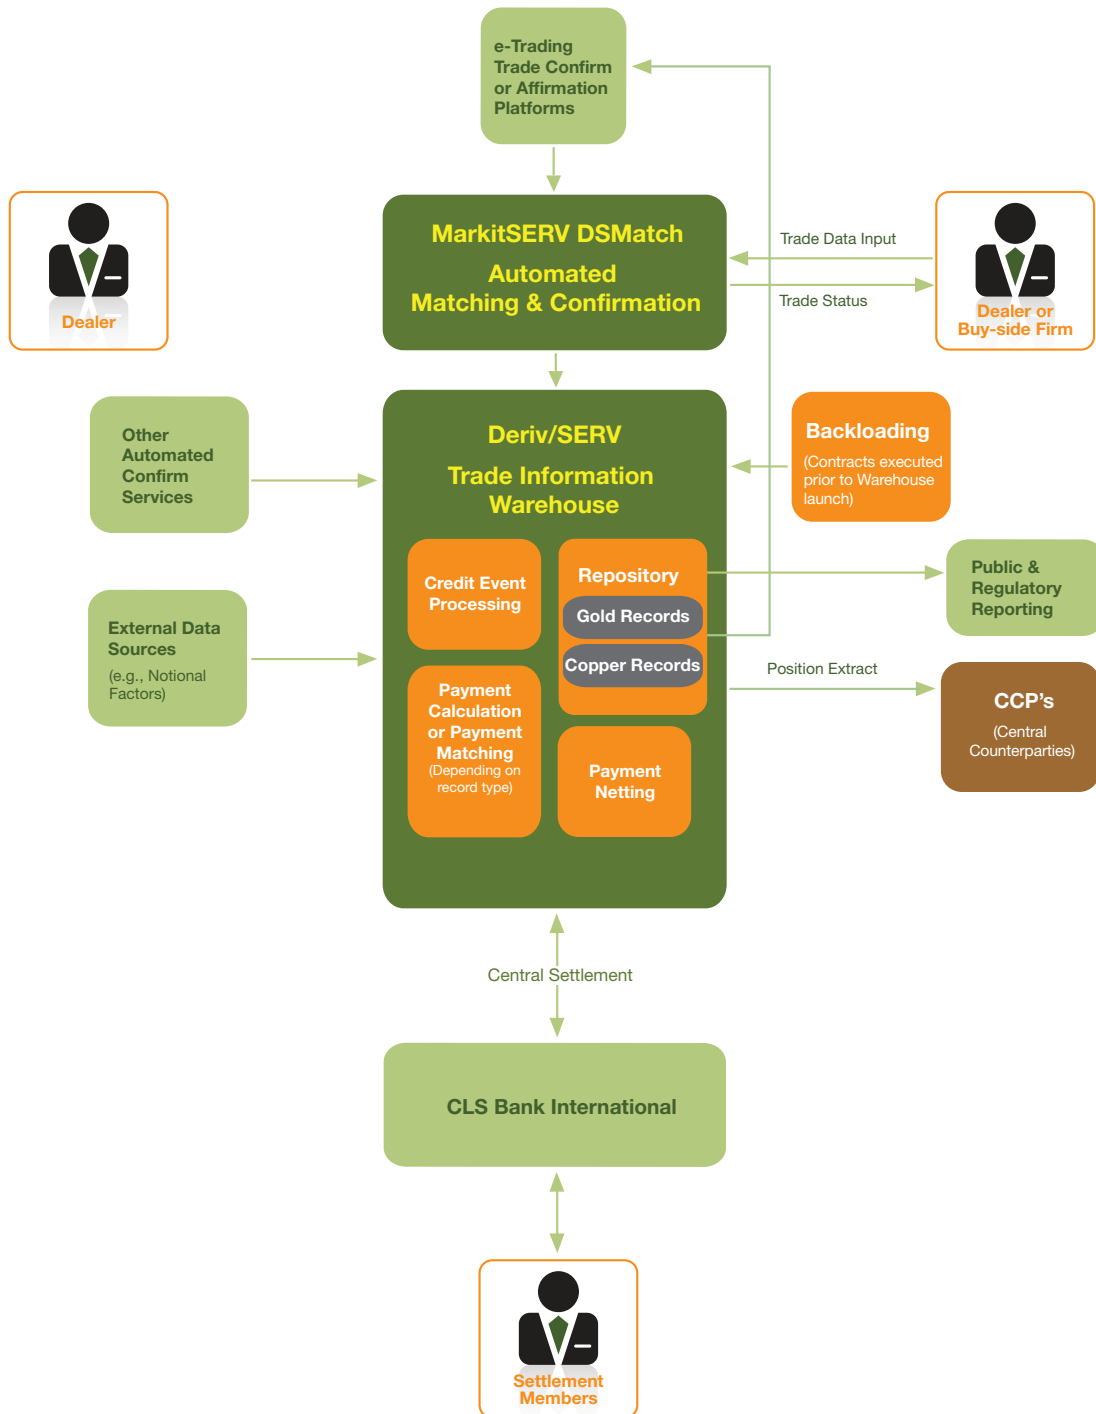 e-Trading
Trade Confirm
or Affirmation
Platforms
Dealer
MarkitSERV DSMatch
Automated
Matching & Confirmation
Trade Data Input
Trade Status
Dealer or
Buy-side Firm
Other
Automated
Confirm
Services
Deriv/SERV
Trade Information
Warehouse
Backloading
(Contracts executed
prior to Warehouse
launch)
External Data
Sources
(e.g., Notional
Factors)
Credit Event
Processing
Repository
Gold Records
Copper Records
Payment
Calculation
or Payment
Matching
(Depending on
record type)
Payment
Netting
Public &
Regulatory
Reporting
Position Extract
CCP's
(Central
Counterparties)
Central Settlement
CLS Bank International
Settlement
Members